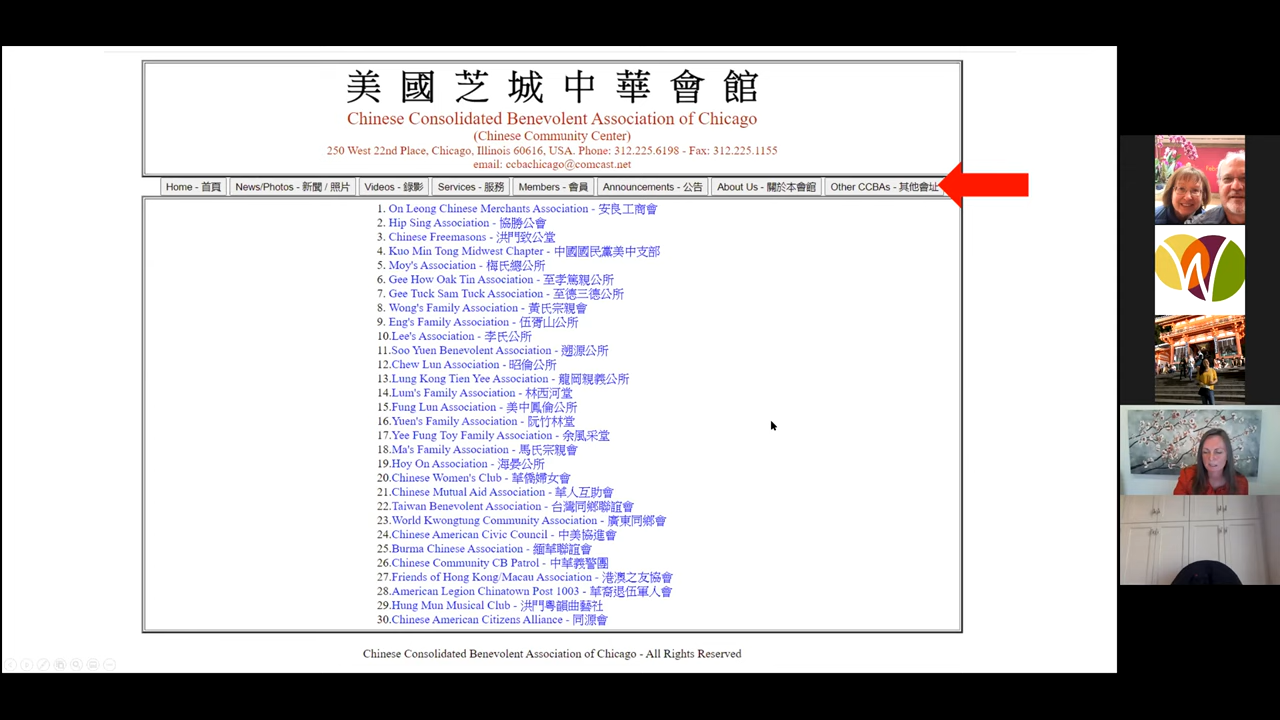 美國芝城中華會館
Chinese Consolidated Benevolent Association of Chicago
(Chinese Community Center)
250 West 22nd Place, Chicago, Illinois 60616, USA. Phone: 312.225.6198 - Fax: 312.225.1155
email: ccbachicago@comcast.net
Home - 首頁 News/Photos - 新聞 / 照片 Videos - 錄影 Services - 服務 Members - 會員 Announcements - 公告 About Us - 關於本會館 Other CCBAs - 其他會址
1. On Leong Chinese Merchants Association - 安良工商會
2. Hip Sing Association - 協勝公會
3. Chinese Freemasons - 洪門致公堂
4. Kuo Min Tong Midwest Chapter - 中國國民黨美中支部
5. Moy's Association - 梅氏總公所
6. Gee How Oak Tin Association - 至孝篤親公所
7. Gee Tuck Sam Tuck Association - 至德三德公所
8. Wong's Family Association - 黃氏宗親會
9. Eng's Family Association - 伍胥山公所
10.Lee's Association - 李氏公所
11.Soo Yuen Benevolent Association - 溯源公所
12.Chew Lun Association - 昭倫公所
13.Lung Kong Tien Yee Association - 龍岡親義公所
14.Lum's Family Association - 林西河堂
15.Fung Lun Association - 美中鳳倫公所
16.Yuen's Family Association - 阮竹林堂
17.Yee Fung Toy Family Association - 余風采堂
18.Ma's Family Association - 馬氏宗親會
19.Hoy On Association - 海晏公所
20.Chinese Women's Club - 華僑婦女會
21.Chinese Mutual Aid Association - 華人互助會
22.Taiwan Benevolent Association - 台灣同鄉聯誼會
23.World Kwongtung Community Association - 廣東同鄉會
24.Chinese American Civic Council - 中美協進會
25.Burma Chinese Association - 緬華聯誼會
26.Chinese Community CB Patrol - 中華義警團
27.Friends of Hong Kong/Macau Association - 港澳之友協會
28.American Legion Chinatown Post 1003 - 華裔退伍軍人會
29.Hung Mun Musical Club - 洪門粵韻曲藝社
30.Chinese American Citizens Alliance - 同源會
Chinese Consolidated Benevolent Association of Chicago - All Rights Reserved
W